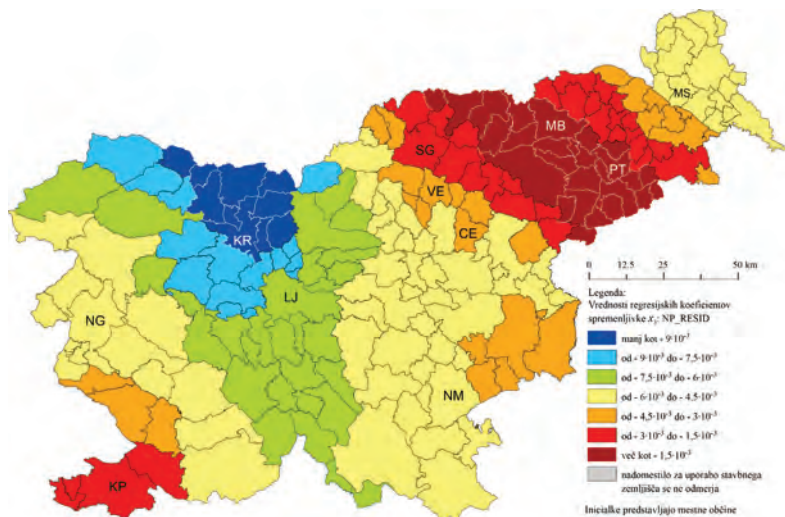 MS
MB
SG
PT
VE
KR
CE
LJ
NG
NM
KP
0 12.5 25 50 km
Legenda:
Vrednosti regresijskih koeficientov
spremenljivke x₇: NP_RESID
manj kot - 9·10⁻³
od - 9·10⁻³ do - 7,5·10⁻³
od - 7,5·10⁻³ do - 6·10⁻³
od - 6·10⁻³ do - 4,5·10⁻³
od - 4,5·10⁻³ do - 3·10⁻³
od - 3·10⁻³ do - 1,5·10⁻³
več kot - 1,5·10⁻³
nadomestilo za uporabo stavbnega
zemljišča se ne odmerja
Inicialke predstavljajo mestne občine